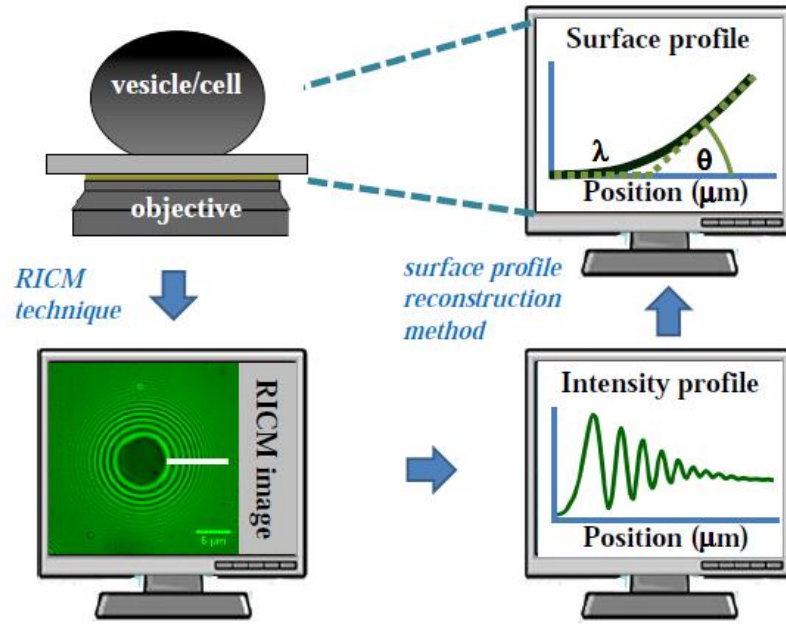 vesicle/cell
objective
Surface profile
λ
θ
Position (μm)
RICM
technique
surface profile
reconstruction
method
RICM image
5 μm
Intensity profile
Position (μm)